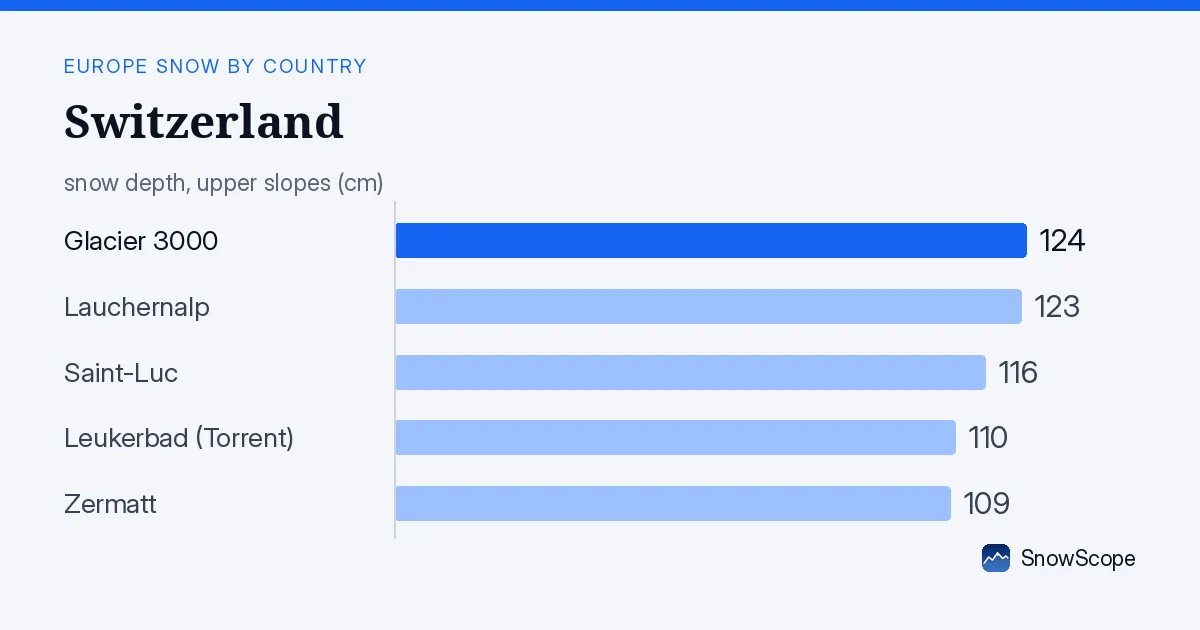 EUROPE SNOW BY COUNTRY
Switzerland
snow depth, upper slopes (cm)
Glacier 3000 124
Lauchernalp 123
Saint-Luc 116
Leukerbad (Torrent) 110
Zermatt 109
SnowScope